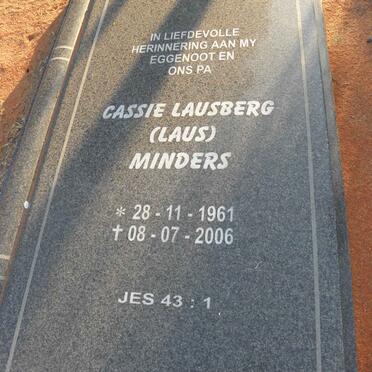 IN LIEFDEVOLLE
HERINNERING AAN MY
EGGENOOT EN
ONS PA
CASSIE LAUSBERG
(LAUS)
MINDERS
* 28 - 11 - 1961
† 08 - 07 - 2006
JES 43 : 1